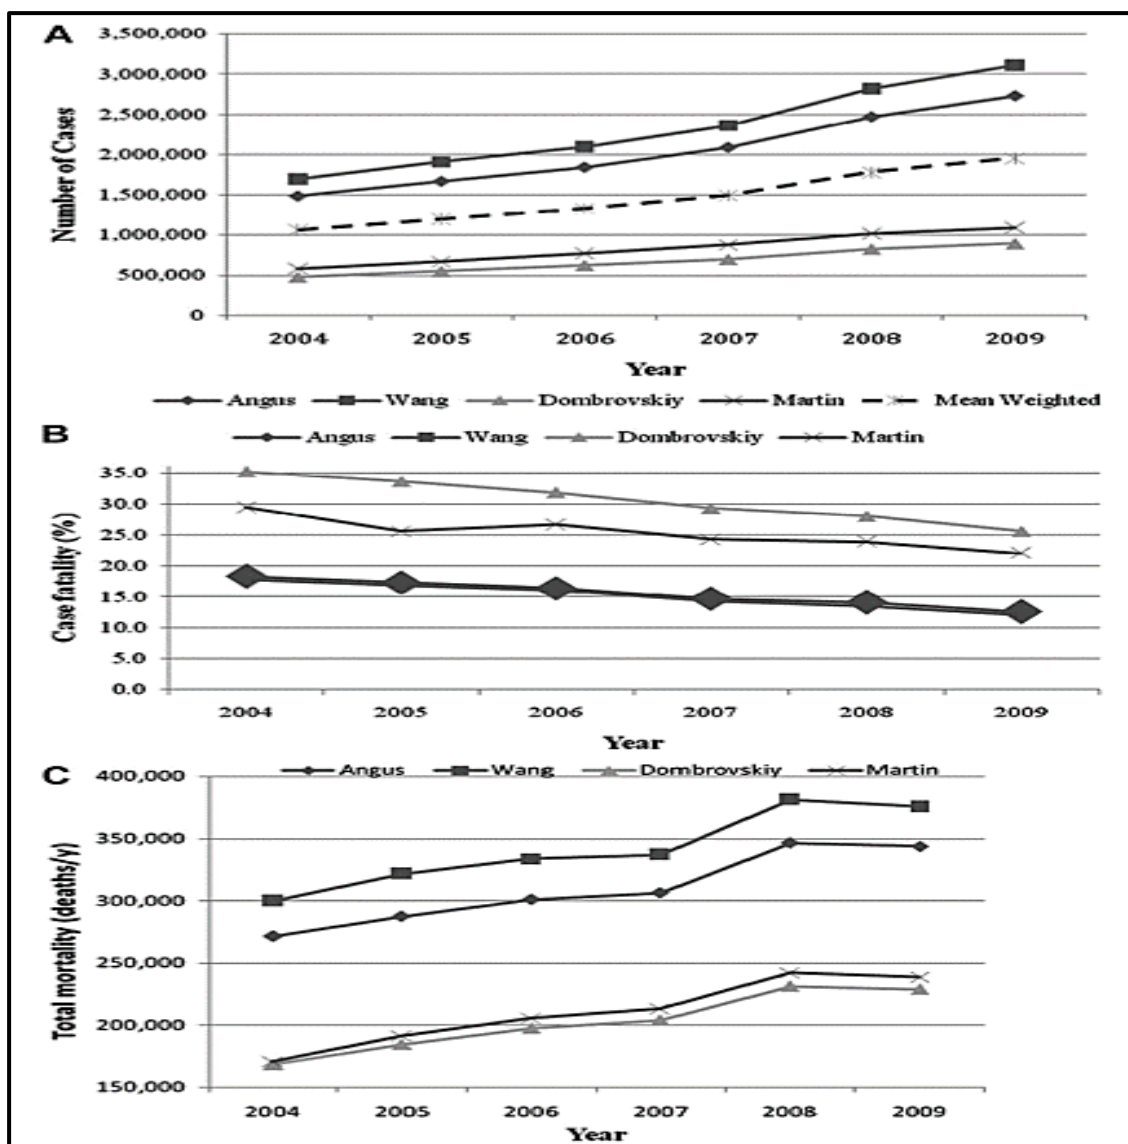 A
3,500,000
3,000,000
2,500,000
2,000,000
1,500,000
1,000,000
500,000
0
Number of Cases
2004 2005 2006 2007 2008 2009
Year
Angus Wang Dombrovskiy Martin Mean Weighted
B
Angus Wang Dombrovskiy Martin
35.0
30.0
25.0
20.0
15.0
10.0
5.0
0.0
Case fatality (%)
2004 2005 2006 2007 2008 2009
Year
C
Angus Wang Dombrovskiy Martin
400,000
350,000
300,000
250,000
200,000
150,000
Total mortality (deaths/y)
2004 2005 2006 2007 2008 2009
Year